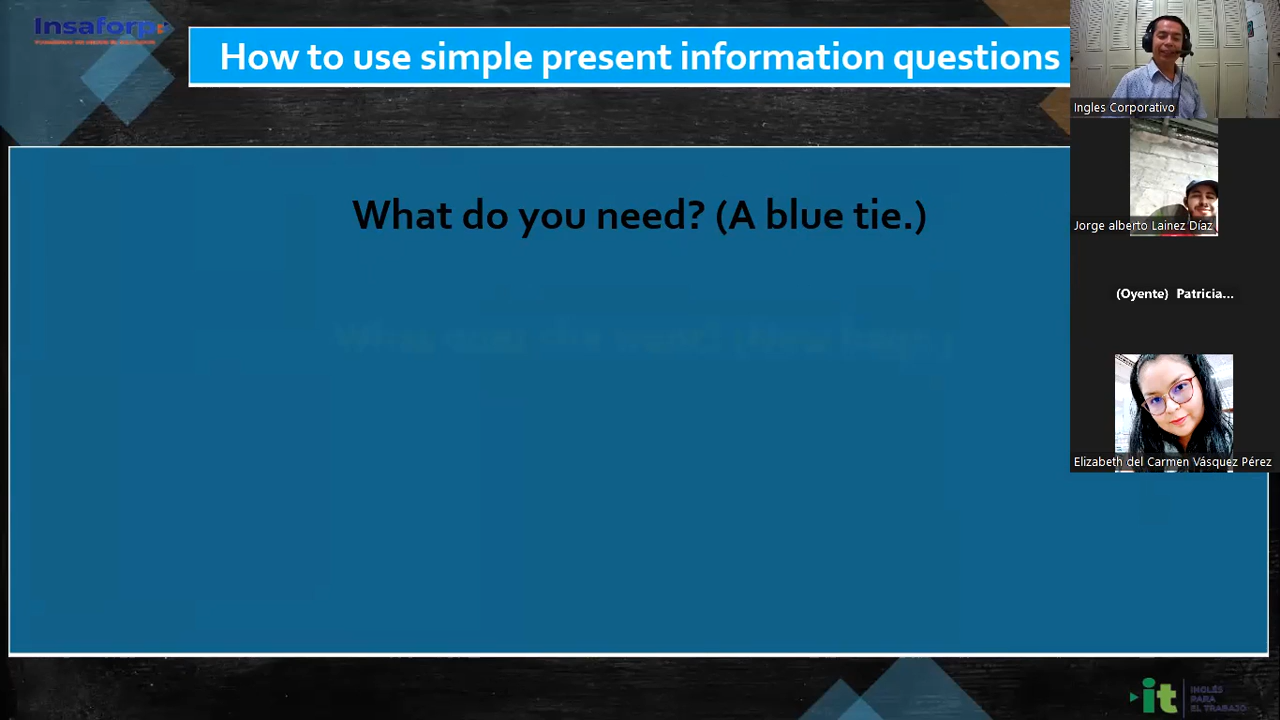 Insaforp
How to use simple present information questions
Ingles Corporativo
What do you need? (A blue tie.)
Jorge alberto Lainez Díaz
(Oyente) Patricia...
Elizabeth del Carmen Vásquez Pérez
it
INGLÉS
PARA
EL TRABAJO